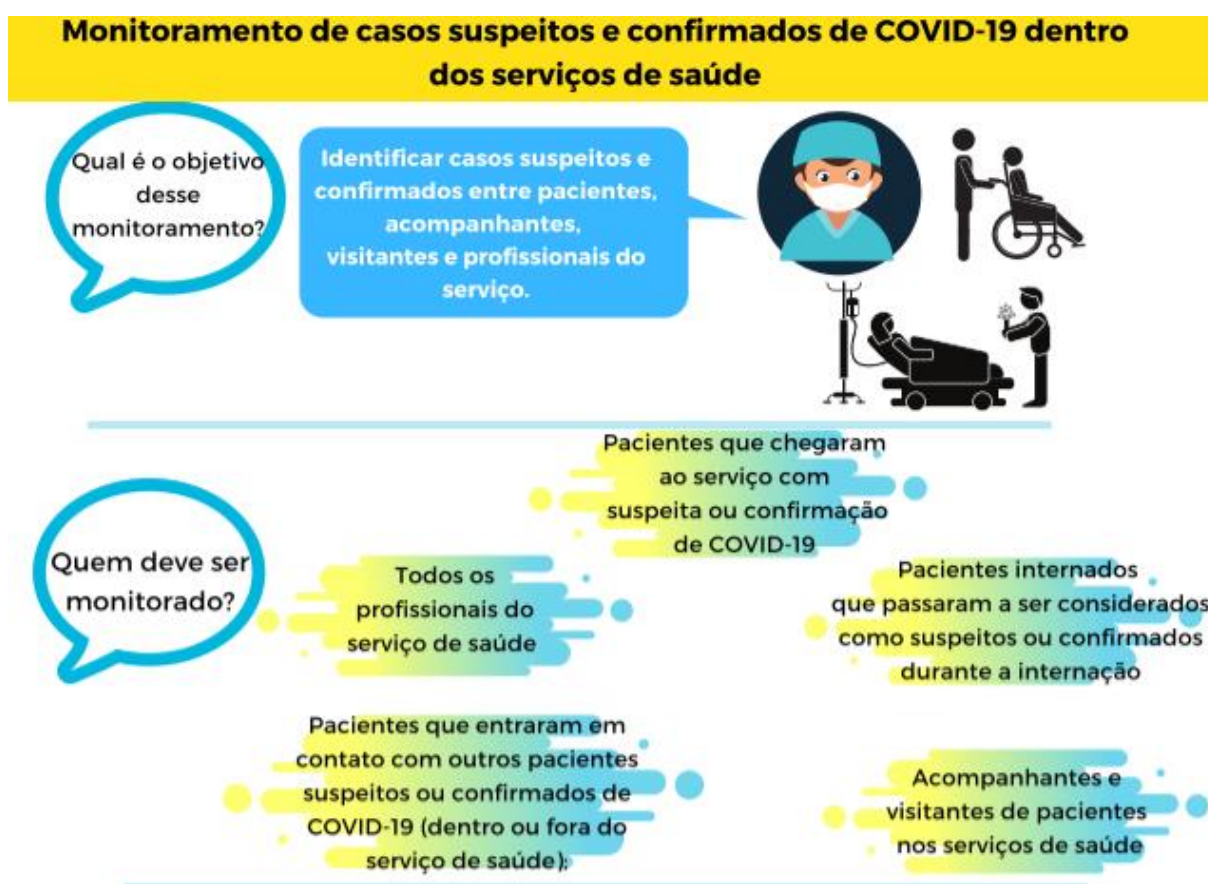 Monitoramento de casos suspeitos e confirmados de COVID-19 dentro
dos serviços de saúde
Qual é o objetivo
desse
monitoramento?
Identificar casos suspeitos e
confirmados entre pacientes,
acompanhantes,
visitantes e profissionais do
serviço.
Quem deve ser
monitorado?
Pacientes que chegaram
ao serviço com
suspeita ou confirmação
de COVID-19
Todos os
profissionais do
serviço de saúde
Pacientes internados
que passaram a ser considerados
como suspeitos ou confirmados
durante a internação
Pacientes que entraram em
contato com outros pacientes
suspeitos ou confirmados de
COVID-19 (dentro ou fora do
serviço de saúde);
Acompanhantes e
visitantes de pacientes
nos serviços de saúde